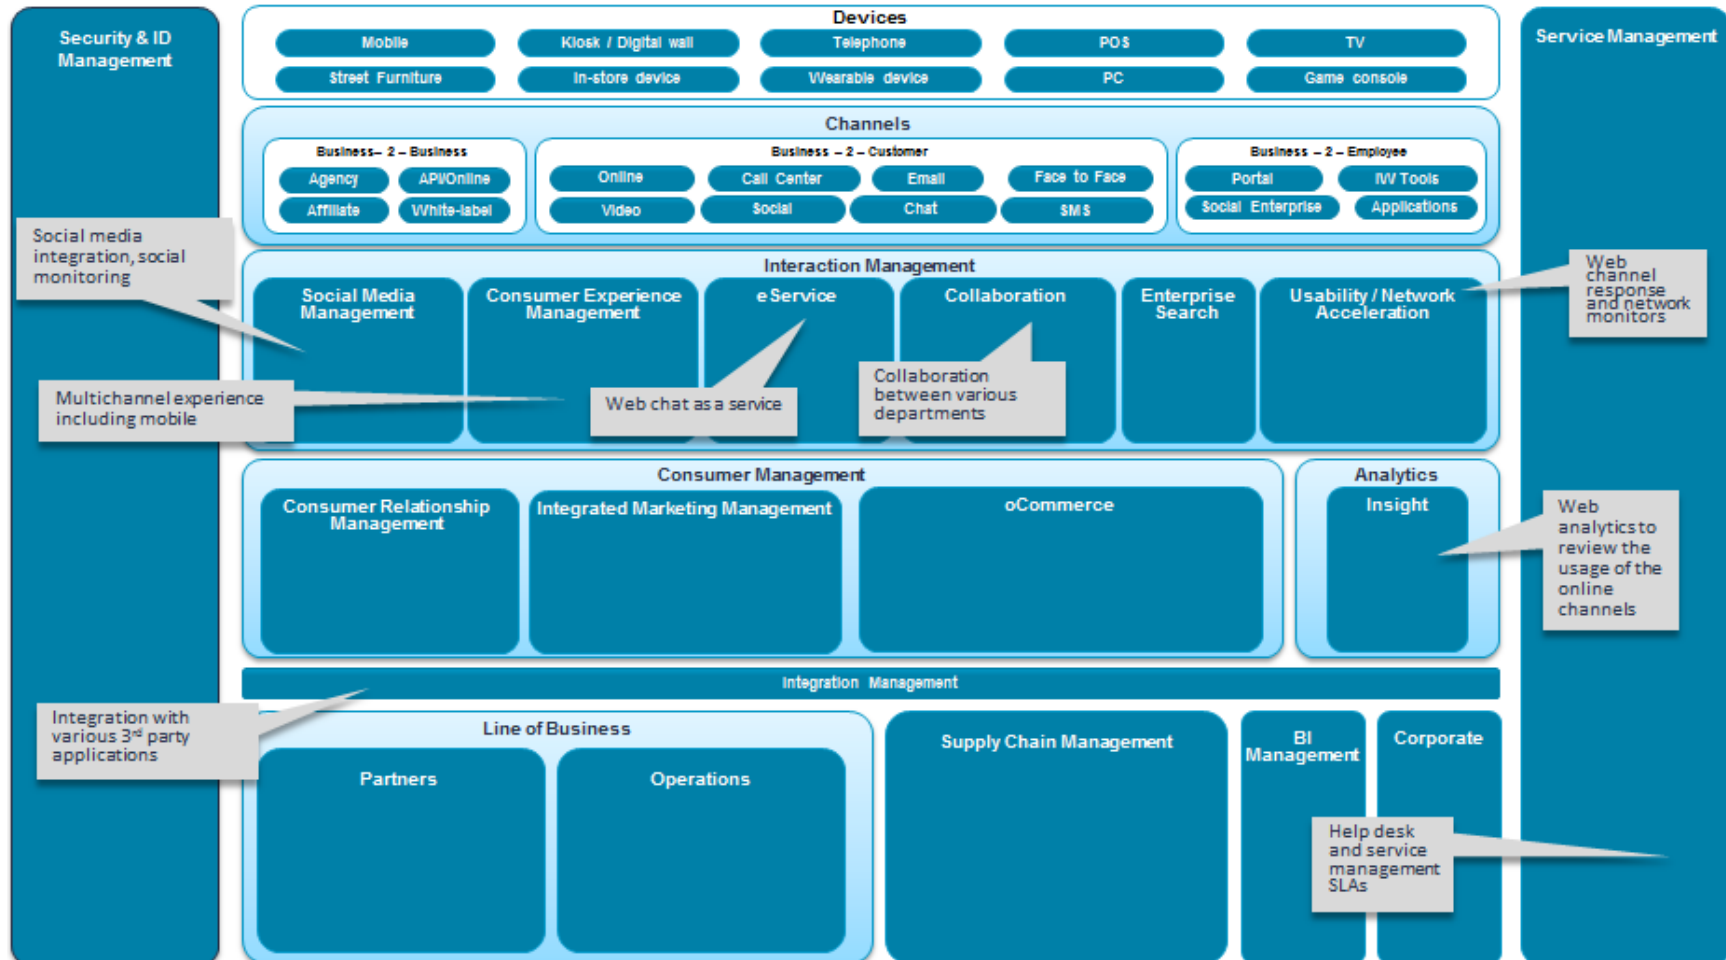 Security & ID
Management
Devices
Mobile
Kiosk / Digital wall
Telephone
POS
TV
Street Furniture
In-store device
Wearable device
PC
Game console
Service Management
Channels
Business– 2 – Business
Agency
API/Online
Affiliate
White-label
Business – 2 – Customer
Online
Call Center
Email
Face to Face
Video
Social
Chat
SMS
Business – 2 – Employee
Portal
IW Tools
Social Enterprise
Applications
Social media
integration, social
monitoring
Interaction Management
Social Media
Management
Consumer Experience
Management
eService
Collaboration
Enterprise
Search
Usability / Network
Acceleration
Web
channel
response
and network
monitors
Multichannel experience
including mobile
Web chat as a service
Collaboration
between various
departments
Consumer Management
Consumer Relationship
Management
Integrated Marketing Management
oCommerce
Analytics
Insight
Web
analytics to
review the
usage of the
online
channels
Integration Management
Integration with
various 3rd party
applications
Line of Business
Partners
Operations
Supply Chain Management
BI
Management
Corporate
Help desk
and service
management
SLAs